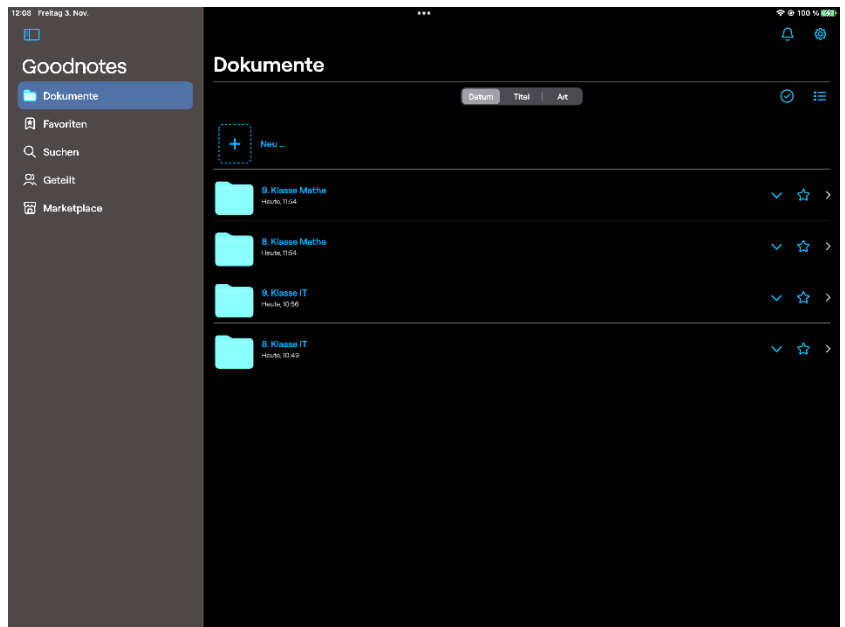 12:08 Freitag 3. Nov.
100 %
Goodnotes
Dokumente
Favoriten
Suchen
Geteilt
Marketplace
Dokumente
Datum Titel Art
Neu ...
9. Klasse Mathe
Heute, 11:54
8. Klasse Mathe
Heute, 11:54
9. Klasse IT
Heute, 10:56
8. Klasse IT
Heute, 10:49